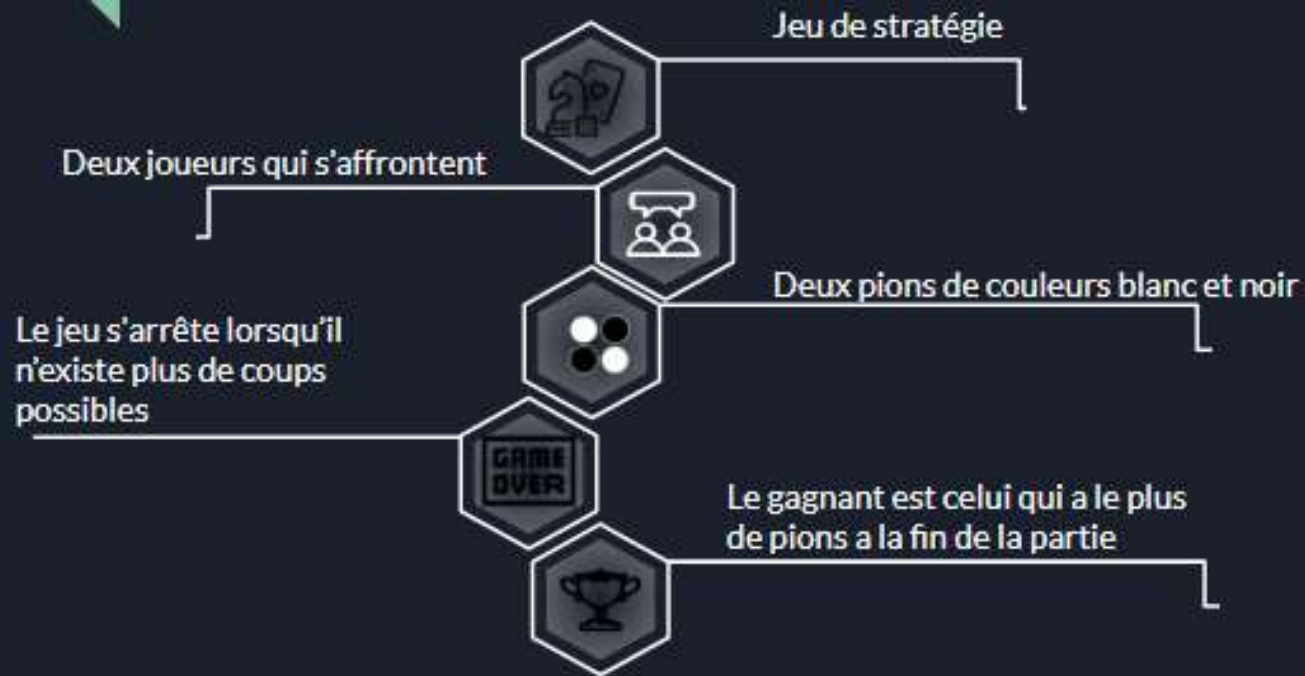 Jeu de stratégie
Deux joueurs qui s'affrontent
Deux pions de couleurs blanc et noir
Le jeu s'arrête lorsqu'il
n'existe plus de coups
possibles
GAME
OVER
Le gagnant est celui qui a le plus
de pions a la fin de la partie